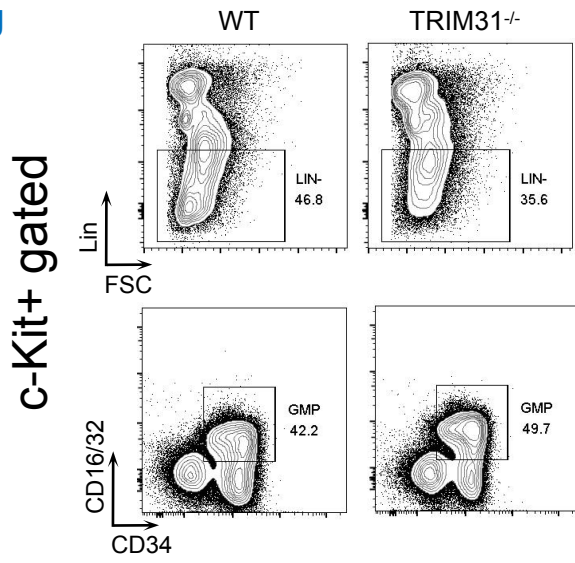 WT TRIM31-/-
c-Kit+ gated
Lin
FSC
LIN-
46.8
LIN-
35.6
CD16/32
CD34
GMP
42.2
GMP
49.7